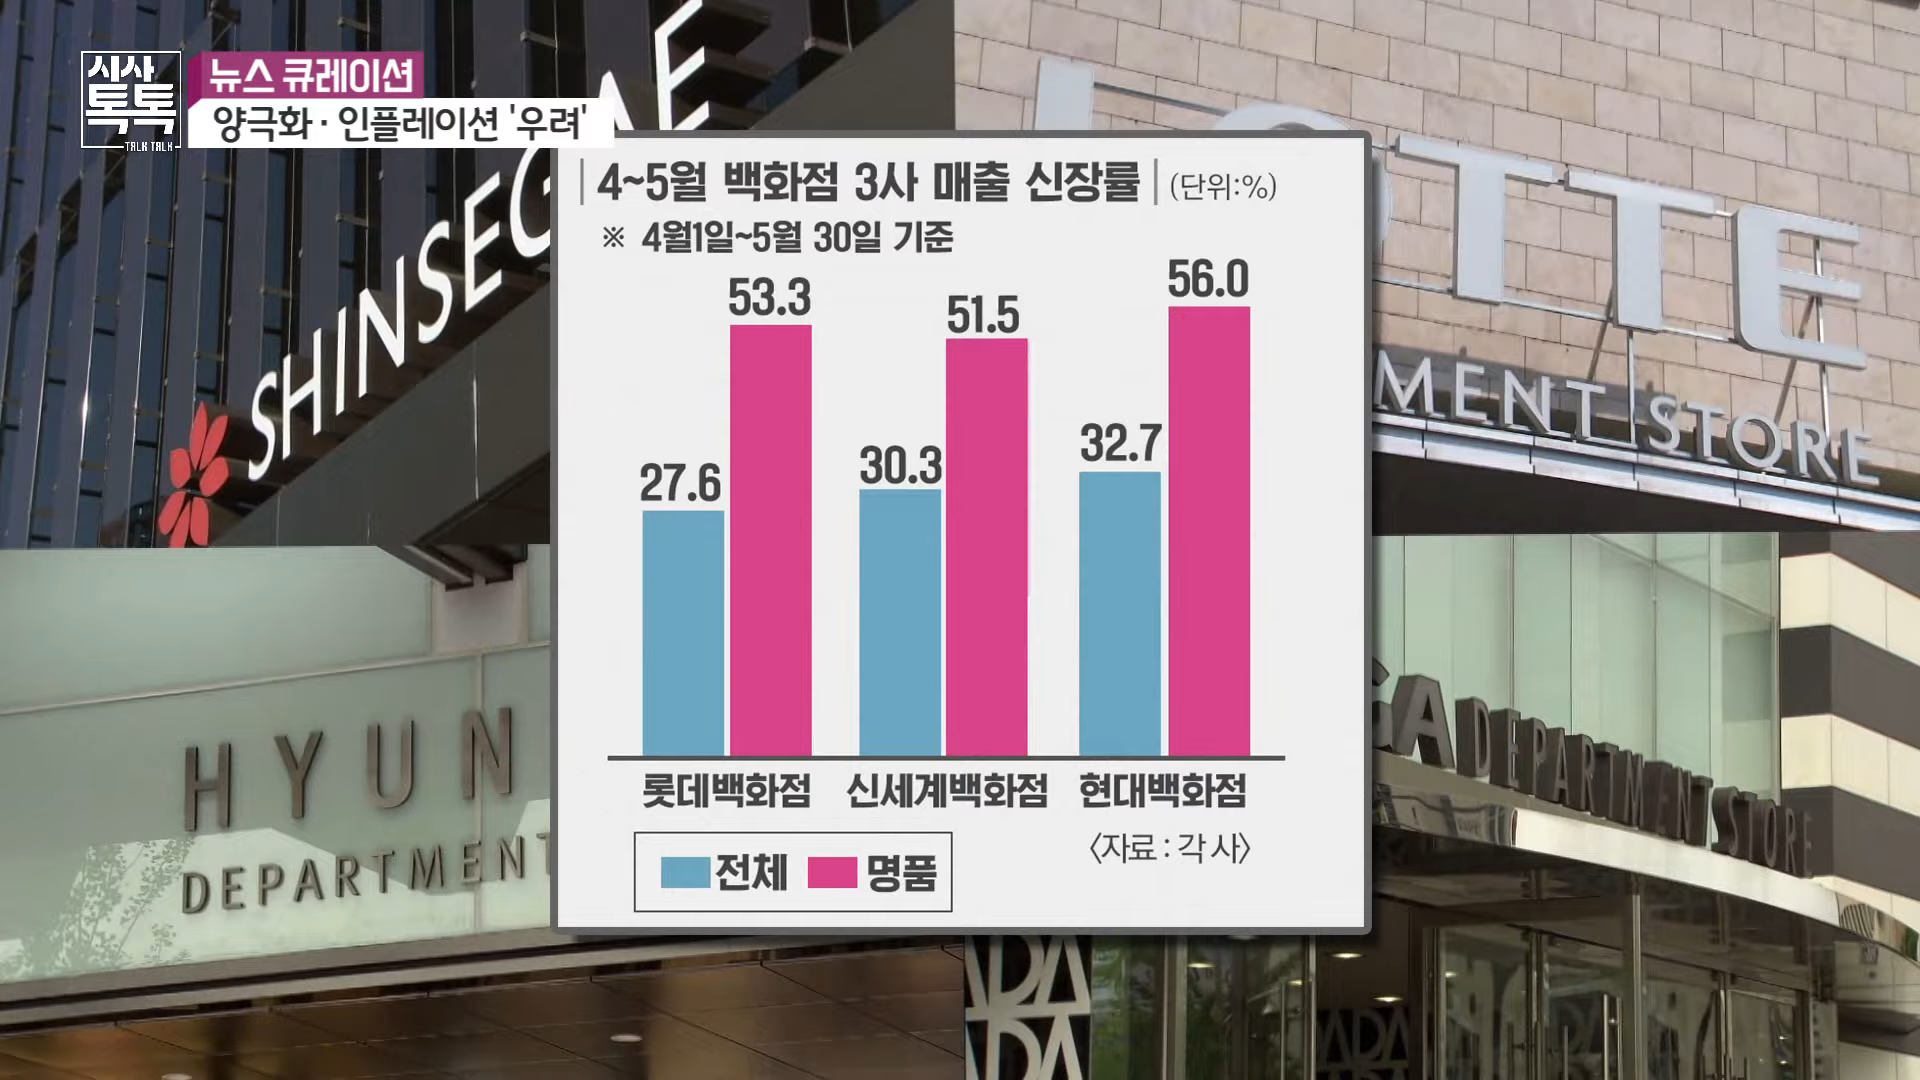 시사
톡톡
TALK TALK
뉴스 큐레이션
양극화·인플레이션 '우려'
SHINSEGAE
LOTTE
MENT STORE
4~5월 백화점 3사 매출 신장률 (단위:%)
※ 4월1일~5월 30일 기준
53.3
51.5
56.0
27.6
30.3
32.7
롯데백화점 신세계백화점 현대백화점
전체 명품
〈자료 : 각 사〉
HYUN
DEPARTMENT
GA DEPARTMENT STORE